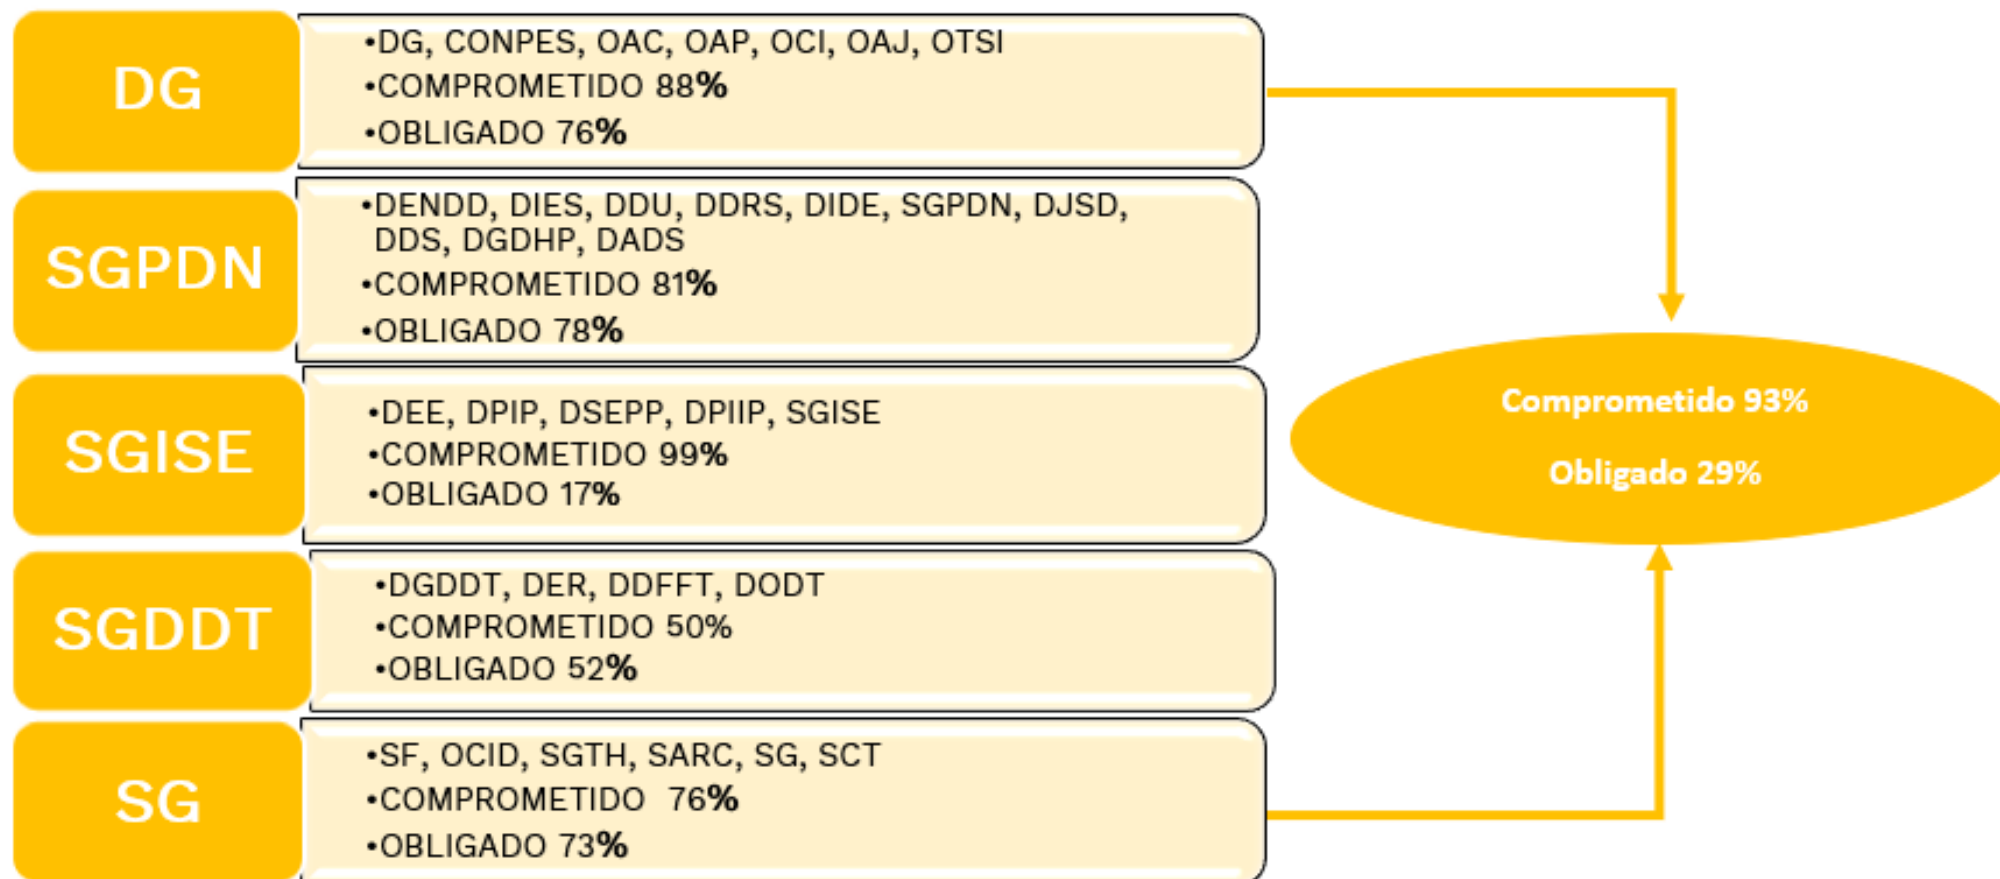 DG
•DG, CONPES, OAC, OAP, OCI, OAJ, OTSI
•COMPROMETIDO 88%
•OBLIGADO 76%
SGPDN
•DENDD, DIES, DDU, DDRS, DIDE, SGPDN, DJSD,
DDS, DGDHP, DADS
•COMPROMETIDO 81%
•OBLIGADO 78%
SGISE
•DEE, DPIP, DSEPP, DPIIP, SGISE
•COMPROMETIDO 99%
•OBLIGADO 17%
SGDDT
•DGDDT, DER, DDFFT, DODT
•COMPROMETIDO 50%
•OBLIGADO 52%
SG
•SF, OCID, SGTH, SARC, SG, SCT
•COMPROMETIDO 76%
•OBLIGADO 73%
Comprometido 93%
Obligado 29%